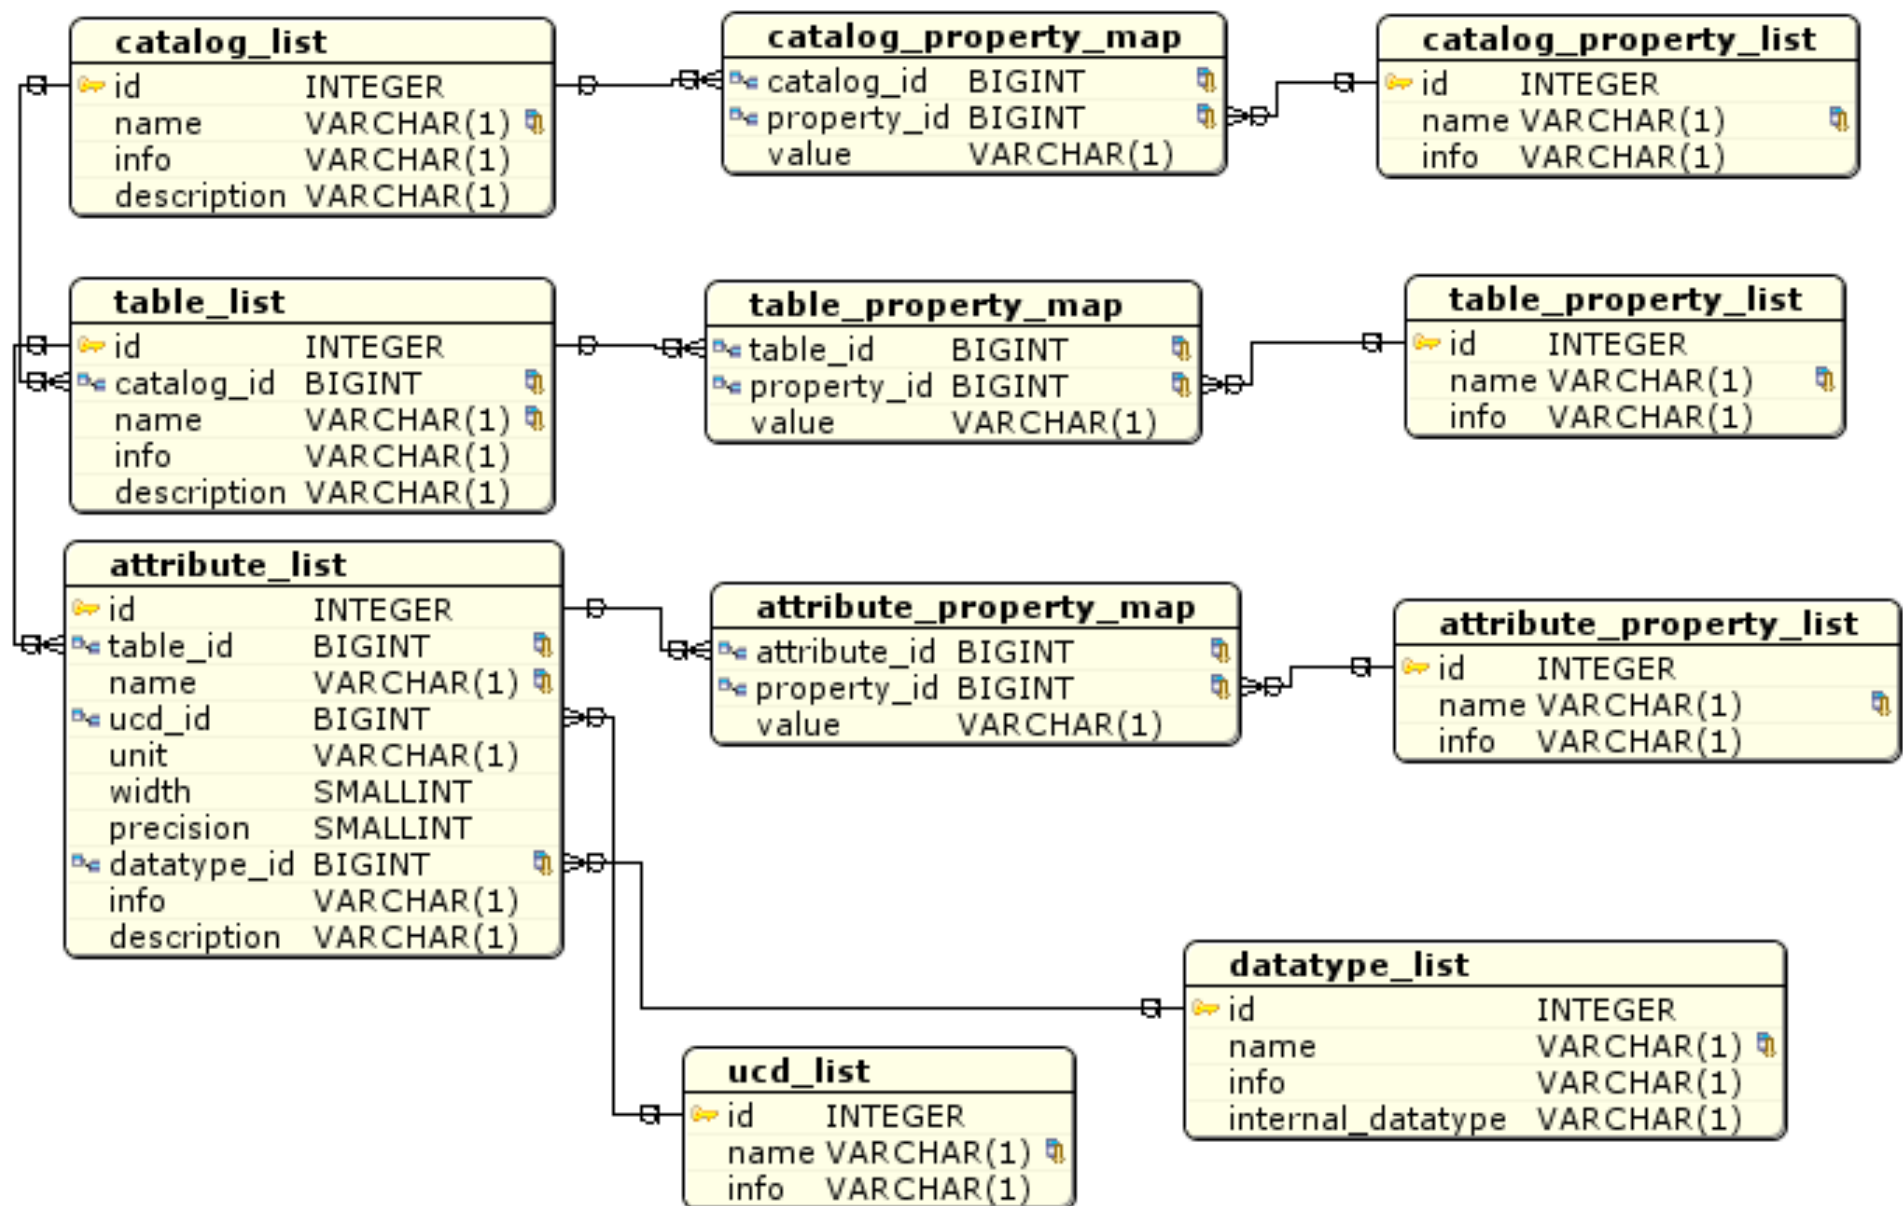 catalog_list
id INTEGER
name VARCHAR(1)
info VARCHAR(1)
description VARCHAR(1)
catalog_property_map
catalog_id BIGINT
property_id BIGINT
value VARCHAR(1)
catalog_property_list
id INTEGER
name VARCHAR(1)
info VARCHAR(1)
table_list
id INTEGER
catalog_id BIGINT
name VARCHAR(1)
info VARCHAR(1)
description VARCHAR(1)
table_property_map
table_id BIGINT
property_id BIGINT
value VARCHAR(1)
table_property_list
id INTEGER
name VARCHAR(1)
info VARCHAR(1)
attribute_list
id INTEGER
table_id BIGINT
name VARCHAR(1)
ucd_id BIGINT
unit VARCHAR(1)
width SMALLINT
precision SMALLINT
datatype_id BIGINT
info VARCHAR(1)
description VARCHAR(1)
attribute_property_map
attribute_id BIGINT
property_id BIGINT
value VARCHAR(1)
attribute_property_list
id INTEGER
name VARCHAR(1)
info VARCHAR(1)
datatype_list
id INTEGER
name VARCHAR(1)
info VARCHAR(1)
internal_datatype VARCHAR(1)
ucd_list
id INTEGER
name VARCHAR(1)
info VARCHAR(1)